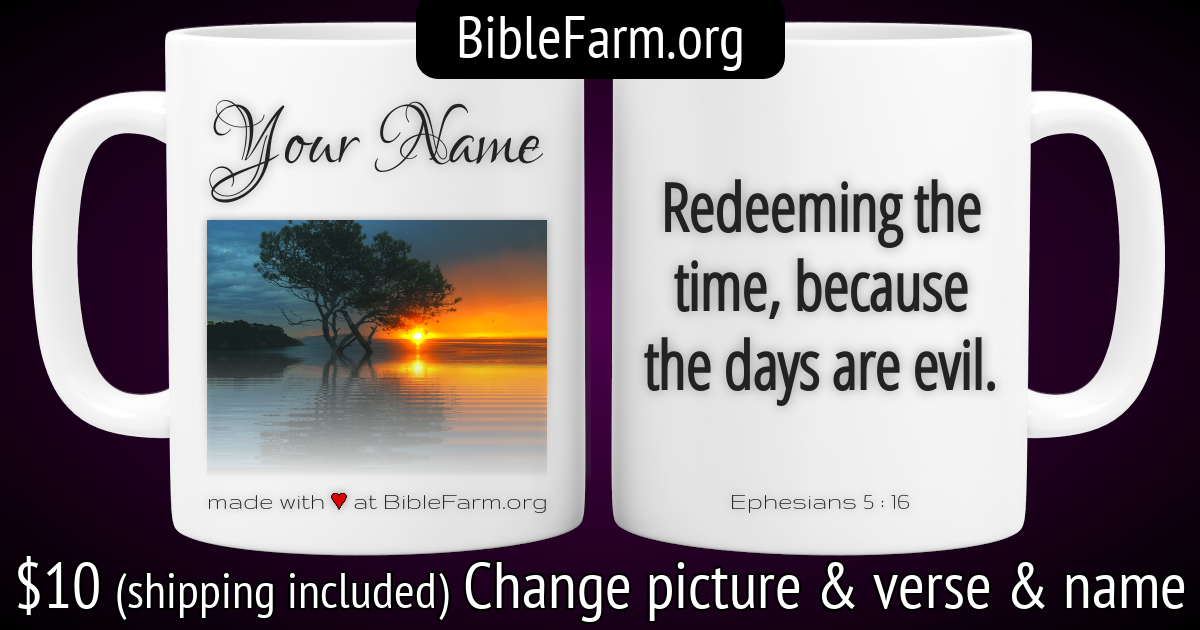 BibleFarm.org
Your Name
made with ♥ at BibleFarm.org
Redeeming the
time, because
the days are evil.
Ephesians 5 : 16
$10 (shipping included) Change picture & verse & name